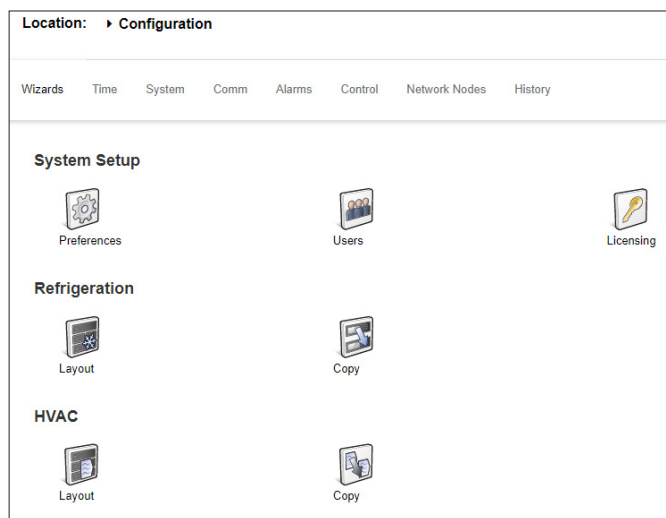 Location: Configuration
Wizards Time System Comm Alarms Control Network Nodes History
System Setup
Preferences Users Licensing
Refrigeration
Layout Copy
HVAC
Layout Copy